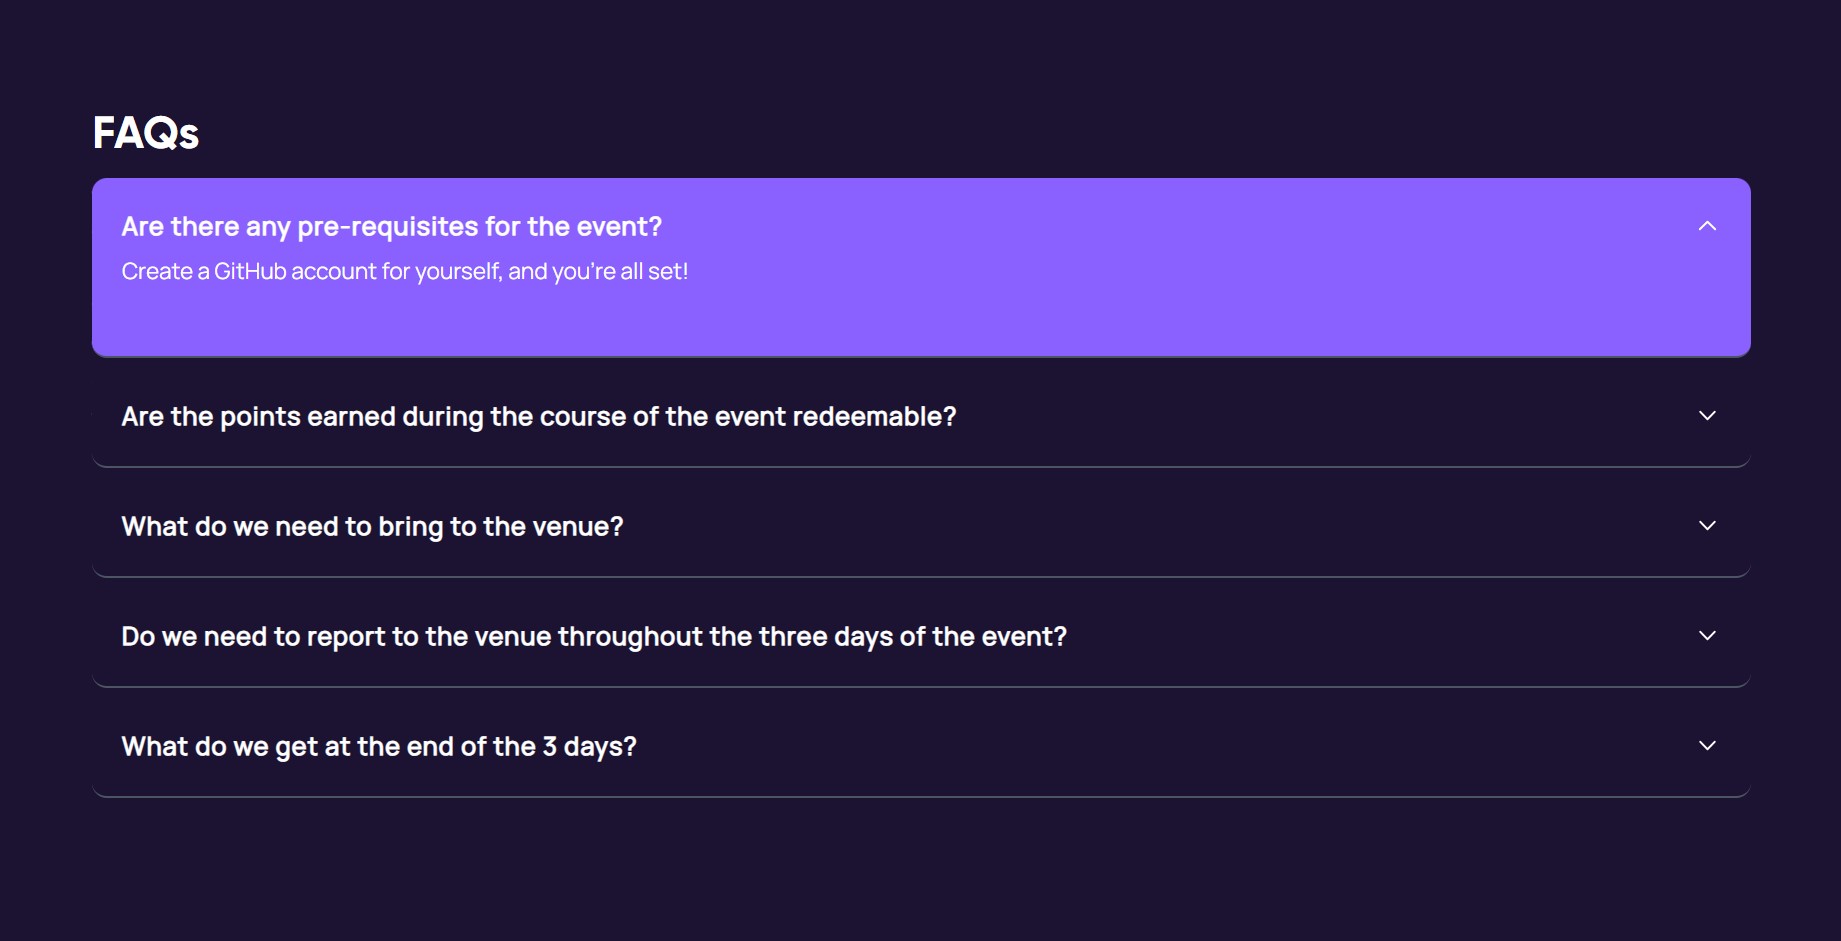 FAQs
Are there any pre-requisites for the event?
Create a GitHub account for yourself, and you’re all set!
Are the points earned during the course of the event redeemable?
What do we need to bring to the venue?
Do we need to report to the venue throughout the three days of the event?
What do we get at the end of the 3 days?